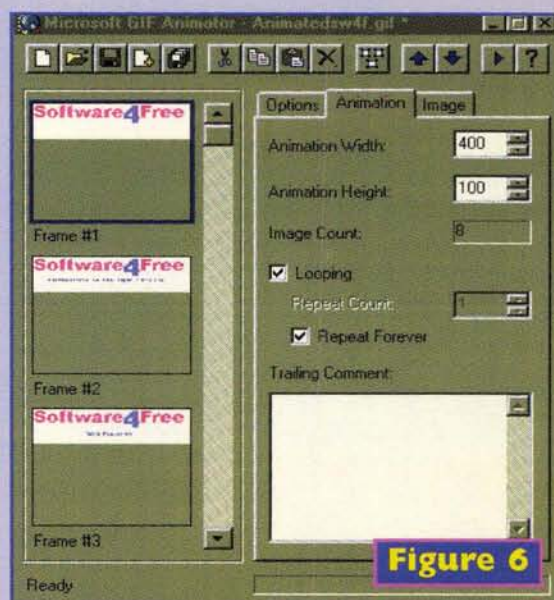 Microsoft GIF Animator - Animatedsw4f.gif *
Software4Free
Frame #1
Software4Free
Frame #2
Software4Free
Frame #3
Options Animation Image
Animation Width: 400
Animation Height: 100
Image Count: 8
Looping
Repeat Count: 1
Repeat Forever
Trailing Comment:
Ready
Figure 6